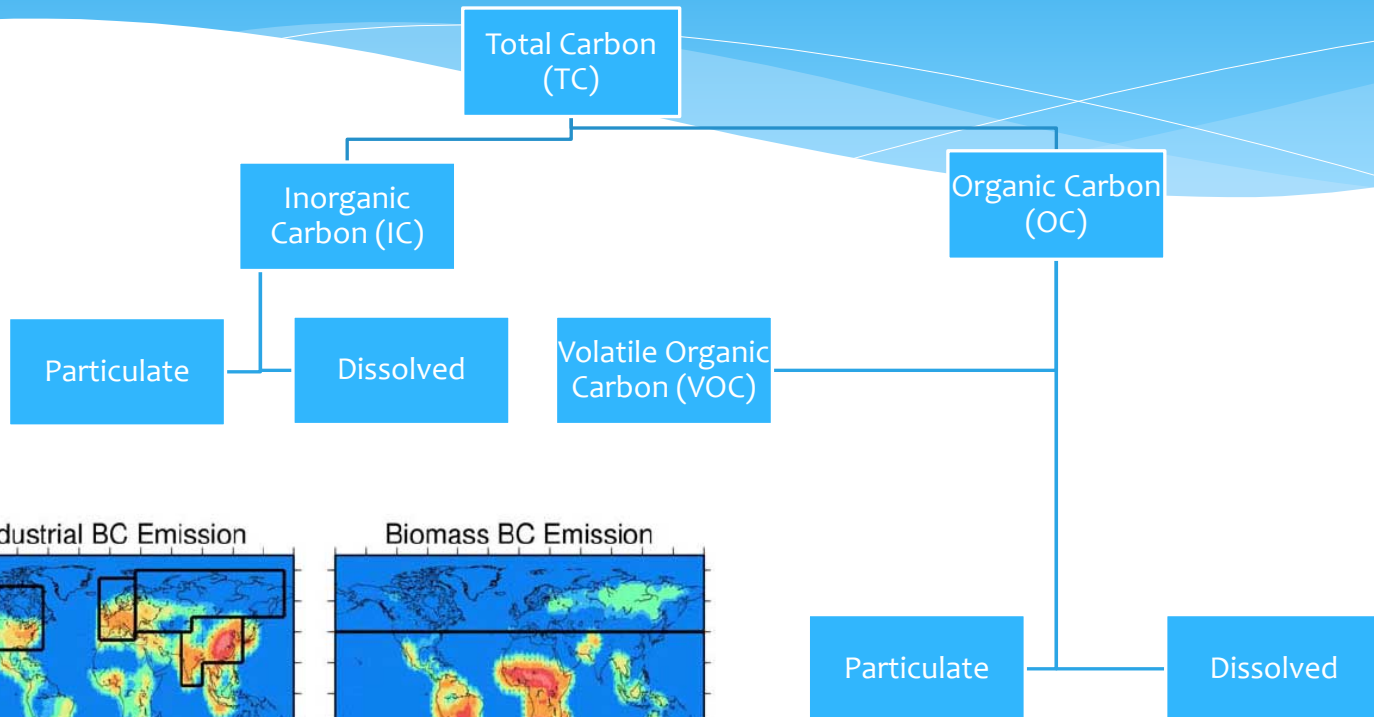 Total Carbon
(TC)
Inorganic
Carbon (IC)
Organic Carbon
(OC)
Particulate
Dissolved
Volatile Organic
Carbon (VOC)
dustrial BC Emission
Biomass BC Emission
Particulate
Dissolved